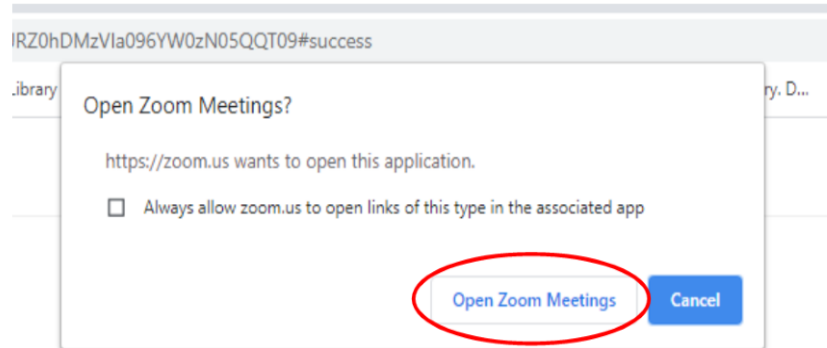 JRZ0hDMzVla096YW0zN05QQT09#success
Library
ry. D...
Open Zoom Meetings?
https://zoom.us wants to open this application.
Always allow zoom.us to open links of this type in the associated app
Open Zoom Meetings
Cancel